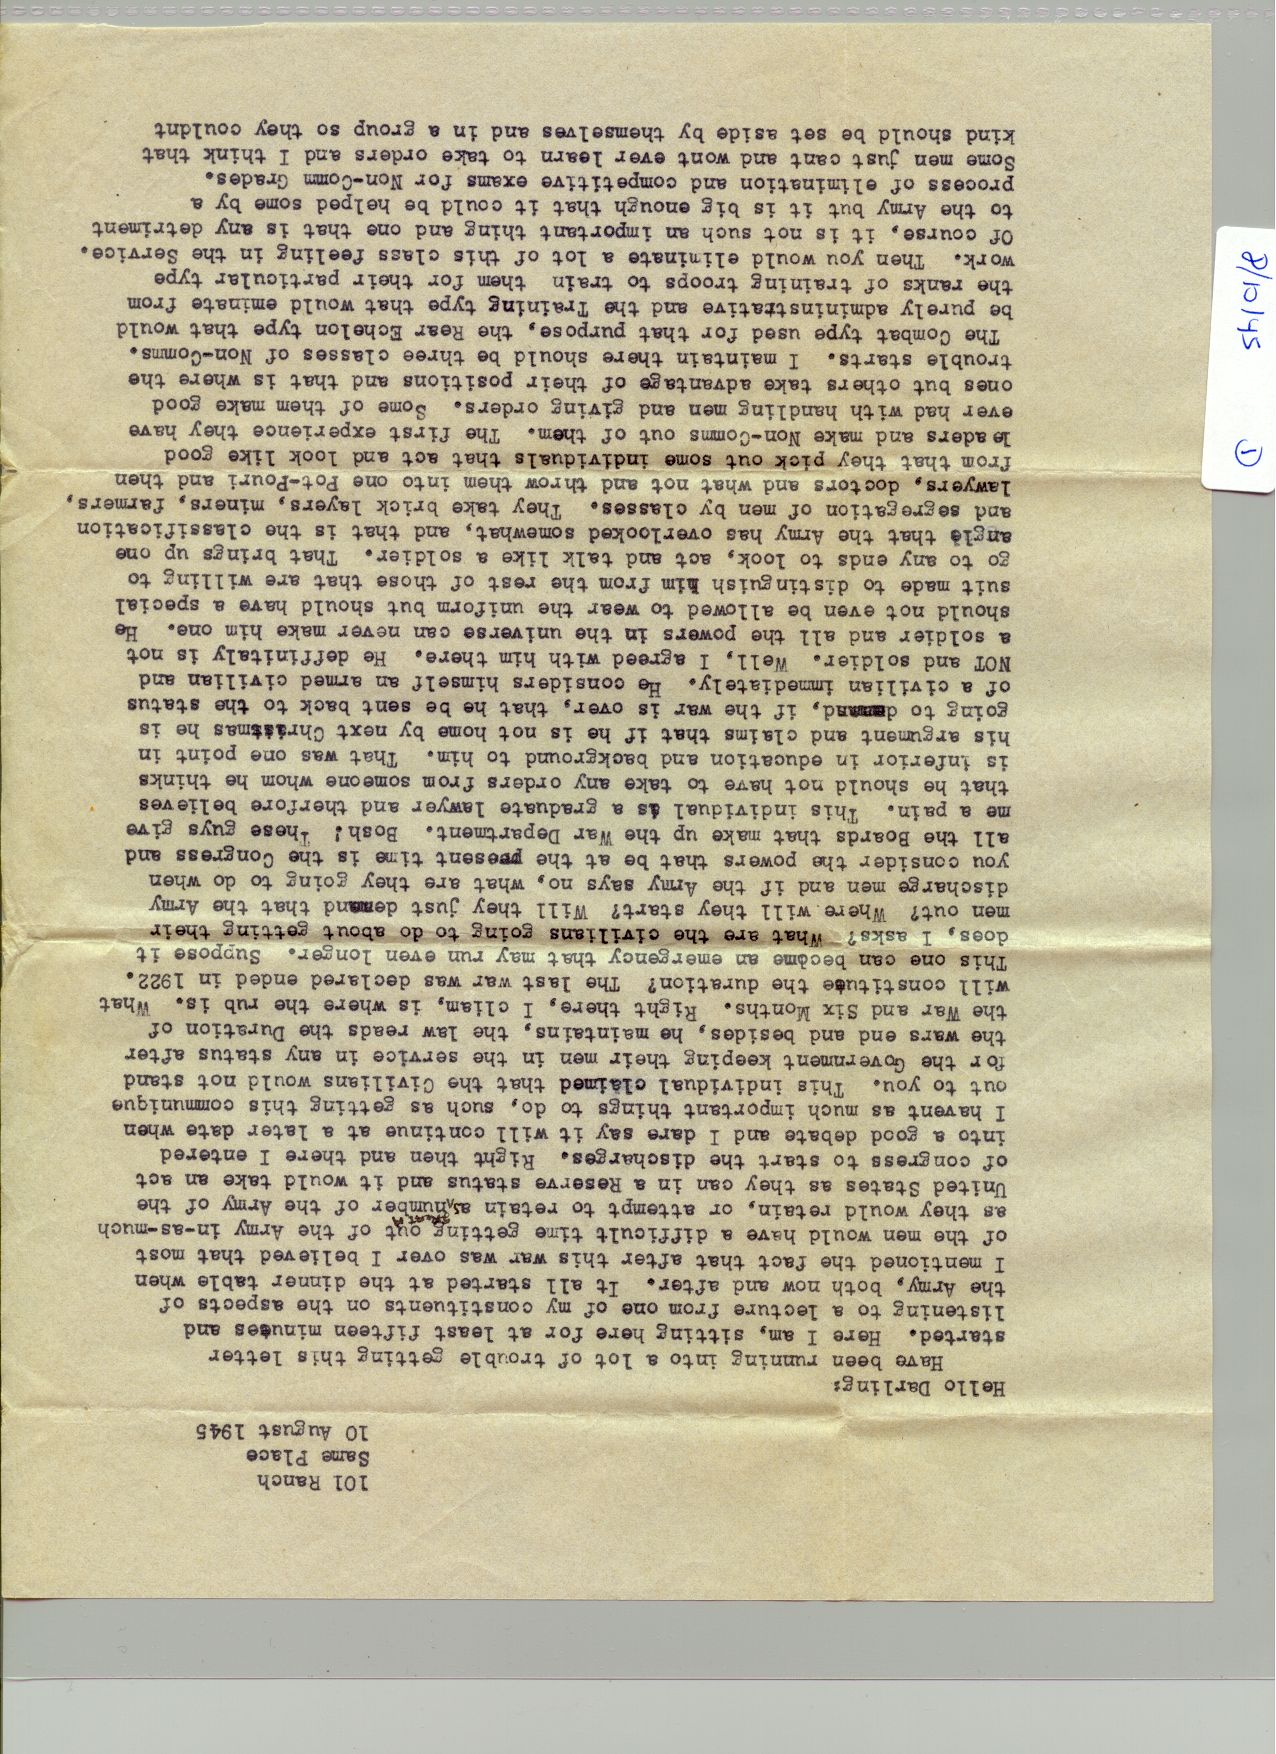 101 Ranch
Same Place
10 August 1945
Hello Darling:
Have been running into a lot of trouble getting this letter
started. Here I am, sitting here for at least fifteen minutes and
listening to a lecture from one of my constituents on the aspects of
the Army, both now and after. It all started at the dinner table when
I mentioned the fact that after this war was over I believed that most
of the men would have a difficult time getting out of the Army in-as-much
as they would retain, or attempt to retain as great a number of the Army of the
United States as they can in a Reserve status and it would take an act
of congress to start the discharges. Right then and there I entered
into a good debate and I dare say it will continue at a later date when
I havent as much important things to do, such as getting this communique
out to you. This individual claimed that the Civilians would not stand
for the Government keeping their men in the service in any status after
the wars end and besides, he maintains, the law reads the Duration of
the War and Six Months. Right there, I cliam, is where the rub is. What
will constitute the duration? The last war was declared ended in 1922.
This one can become an emergency that may run even longer. Suppose it
does, I asks? What are the civilians going to do about getting their
men out? Where will they start? Will they just demand that the Army
discharge men and if the Army says no, what are they going to do when
you consider the powers that be at the present time is the Congress and
all the Boards that make up the War Department. Bosh! These guys give
me a pain. This individual is a graduate lawyer and therfore believes
that he should not have to take any orders from someone whom he thinks
is inferior in education and background to him. That was one point in
his argument and claims that if he is not home by next Christmas he is
going to demand, if the war is over, that he be sent back to the status
of a civilian immediately. He considers himself an armed civilian and
NOT and soldier. Well, I agreed with him there. He deffinitaly is not
a soldier and all the powers in the universe can never make him one. He
should not even be allowed to wear the uniform but should have a special
suit made to distinguish him from the rest of those that are willing to
go to any ends to look, act and talk like a soldier. That brings up one
angle that the Army has overlooked somewhat, and that is the classification
and segregation of men by classes. They take brick layers, miners, farmers,
lawyers, doctors and what not and throw them into one Pot-Pouri and then
from that they pick out some individuals that act and look like good
leaders and make Non-Comms out of them. The first experience they have
ever had with handling men and giving orders. Some of them make good
ones but others take advantage of their positions and that is where the
trouble starts. I maintain there should be three classes of Non-Comms.
The Combat type used for that purpose, the Rear Echelon type that would
be purely admininstrative and the Training type that would eminate from
the ranks of training troops to train them for their particular type
work. Then you would eliminate a lot of this class feeling in the Service.
Of course, it is not such an important thing and one that is any detriment
to the Army but it is big enough that it could be helped some by a
process of elimination and competitive exams for Non-Comm Grades.
Some men just cant and wont ever learn to take orders and I think that
kind should be set aside by themselves and in a group so they couldnt
8/10/45
1